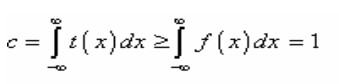 c = ∫_{-∞}^{∞} t(x)dx ≥ ∫_{-∞}^{∞} f(x)dx = 1